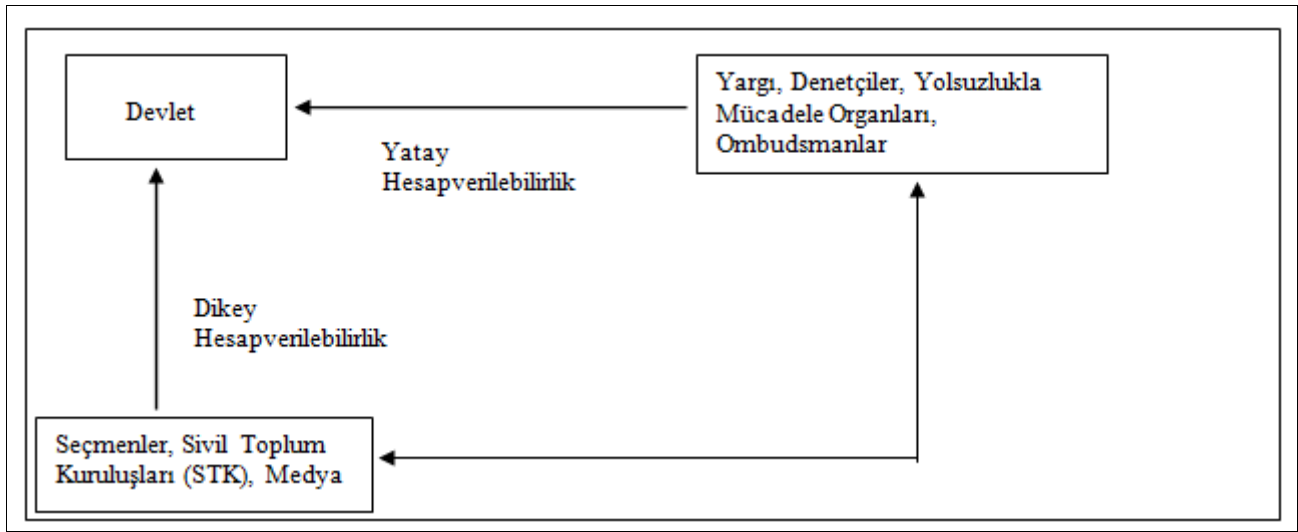 Devlet
Yargı, Denetçiler, Yolsuzlukla
Mücadele Organları,
Ombudsmanlar
Yatay
Hesapverilebilirlik
Dikey
Hesapverilebilirlik
Seçmenler, Sivil Toplum
Kuruluşları (STK), Medya